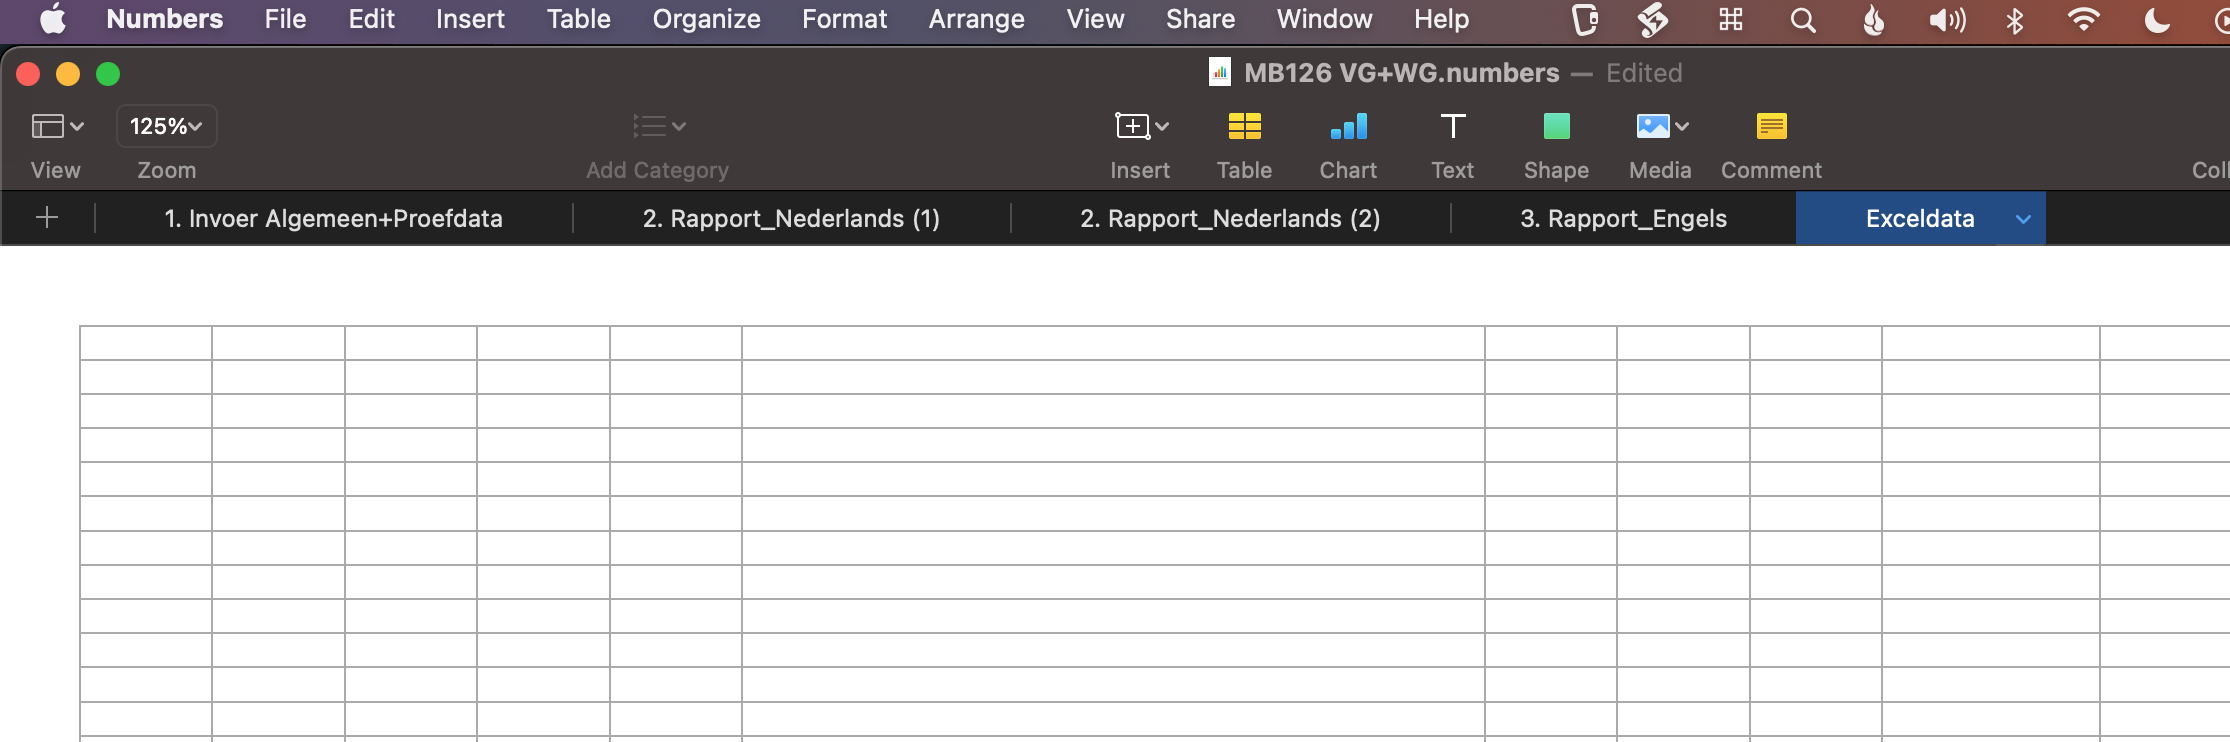 Numbers File Edit Insert Table Organize Format Arrange View Share Window Help
MB126 VG+WG.numbers — Edited
125%
View Zoom Add Category Insert Table Chart Text Shape Media Comment
1. Invoer Algemeen+Proefdata 2. Rapport_Nederlands (1) 2. Rapport_Nederlands (2) 3. Rapport_Engels Exceldata